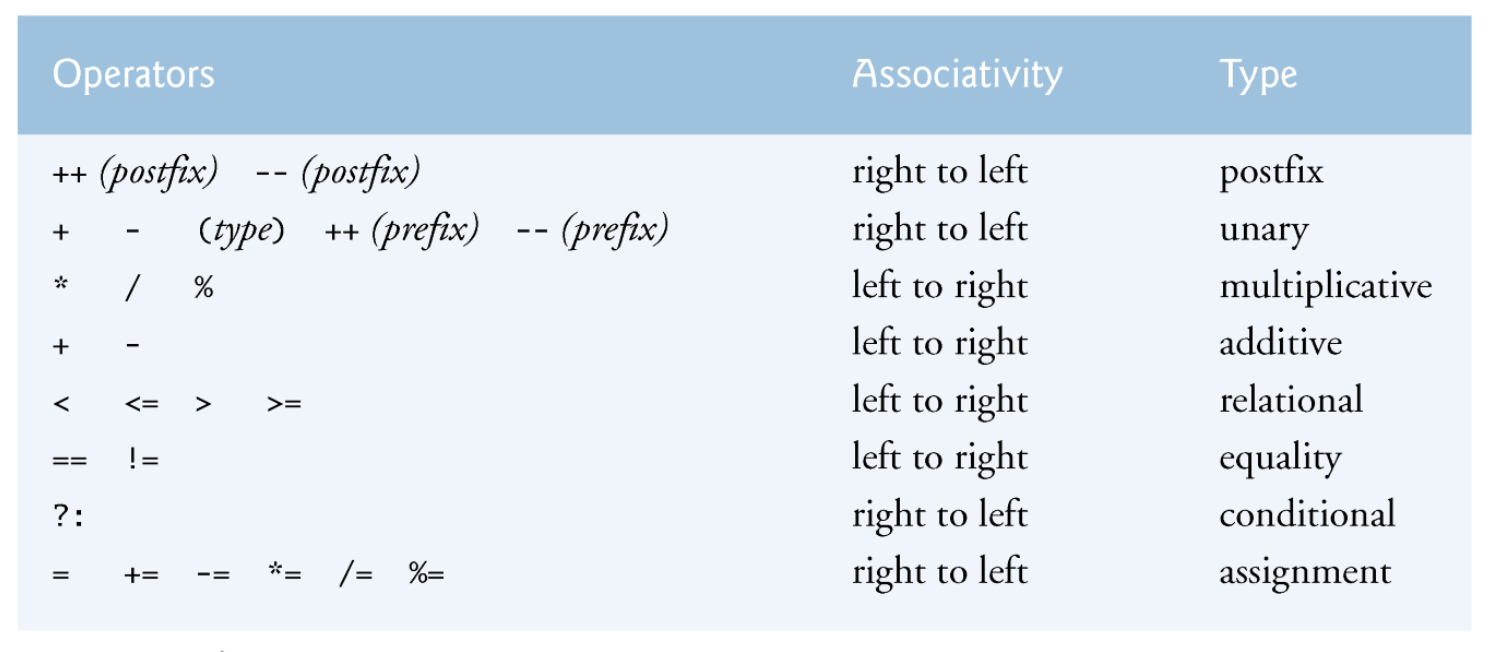 Operators Associativity Type
++ (postfix) -- (postfix) right to left postfix
+ - (type) ++ (prefix) -- (prefix) right to left unary
* / % left to right multiplicative
+ - left to right additive
< <= > >= left to right relational
== != left to right equality
?: right to left conditional
= += -= *= /= %= right to left assignment